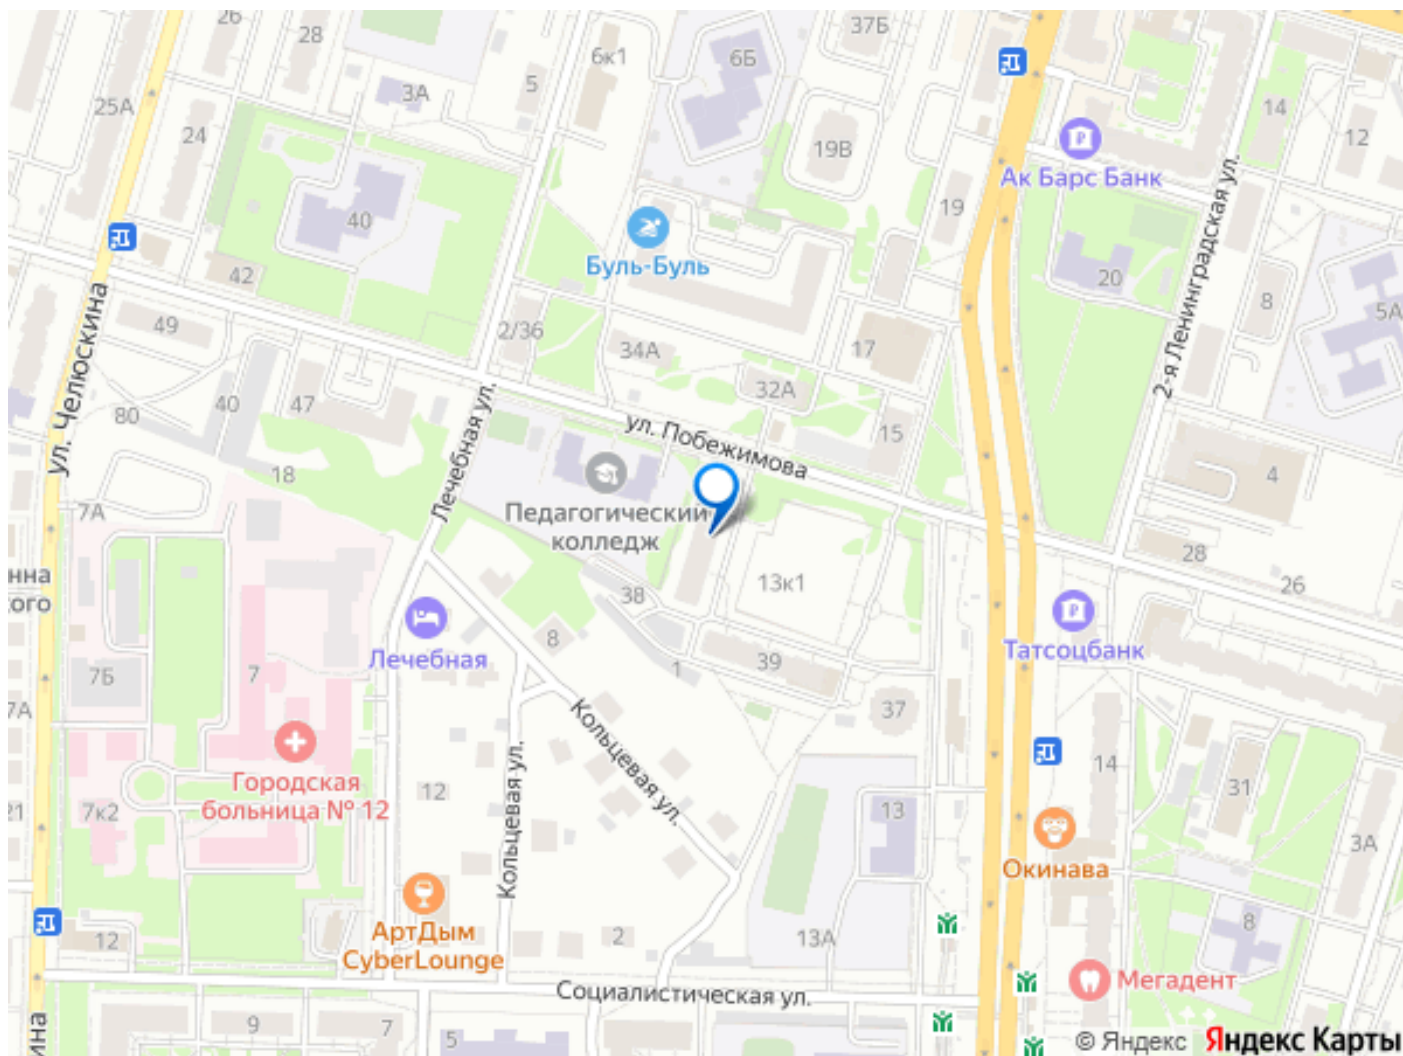 26
28
37Б
6к1
6Б
5
3А
25А
24
19В
14
12
Ак Барс Банк
19
40
Буль-Буль
20
42
8
5А
2-я Ленинградская ул.
49
2/36
34А
17
32А
ул. Челюскина
40
47
80
15
ул. Побежимова
Лечебная ул.
18
4
7А
Педагогический
колледж
28
26
13к1
нна
ого
38
8
Лечебная
Татсоцбанк
39
1
7Б
7
7А
37
Кольцевая ул.
Кольцевая ул.
Городская
больница № 12
12
14
31
21
7к2
13
3А
Окинава
АртДым
CyberLounge
12
2
13А
8
Мегадент
Социалистическая ул.
9
7
5
ина
© Яндекс Яндекс Карты